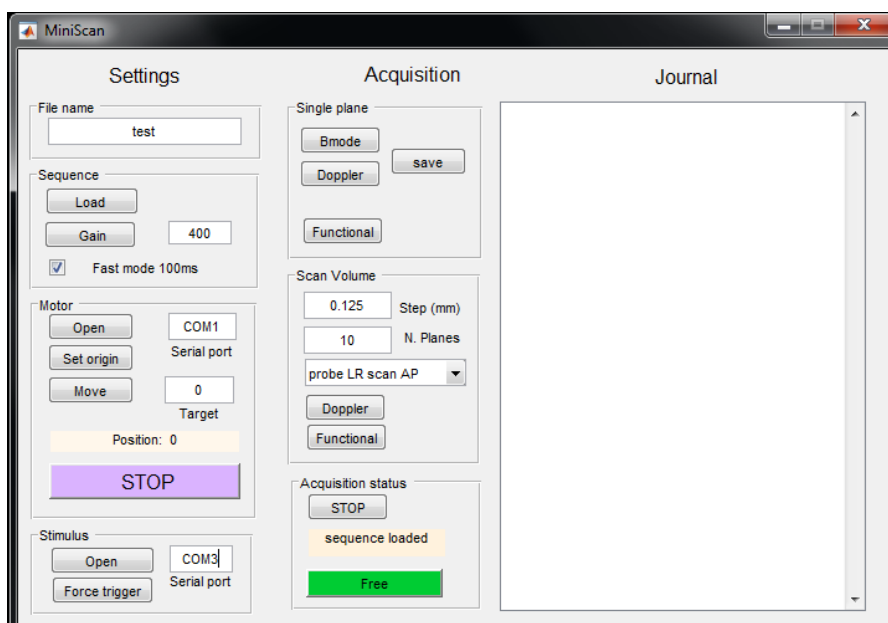 MiniScan
Settings
File name
test
Sequence
Load
Gain 400
Fast mode 100ms
Motor
Open COM1
Set origin Serial port
Move 0
Target
Position: 0
STOP
Stimulus
Open COM3
Force trigger Serial port
Acquisition
Single plane
Bmode
save
Doppler
Functional
Scan Volume
0.125 Step (mm)
10 N. Planes
probe LR scan AP
Doppler
Functional
Acquisition status
STOP
sequence loaded
Free
Journal